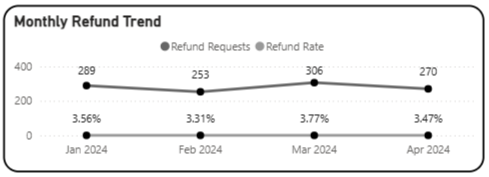 Monthly Refund Trend
Refund Requests Refund Rate
400
289 253 306 270
200
3.56% 3.31% 3.77% 3.47%
0
Jan 2024 Feb 2024 Mar 2024 Apr 2024